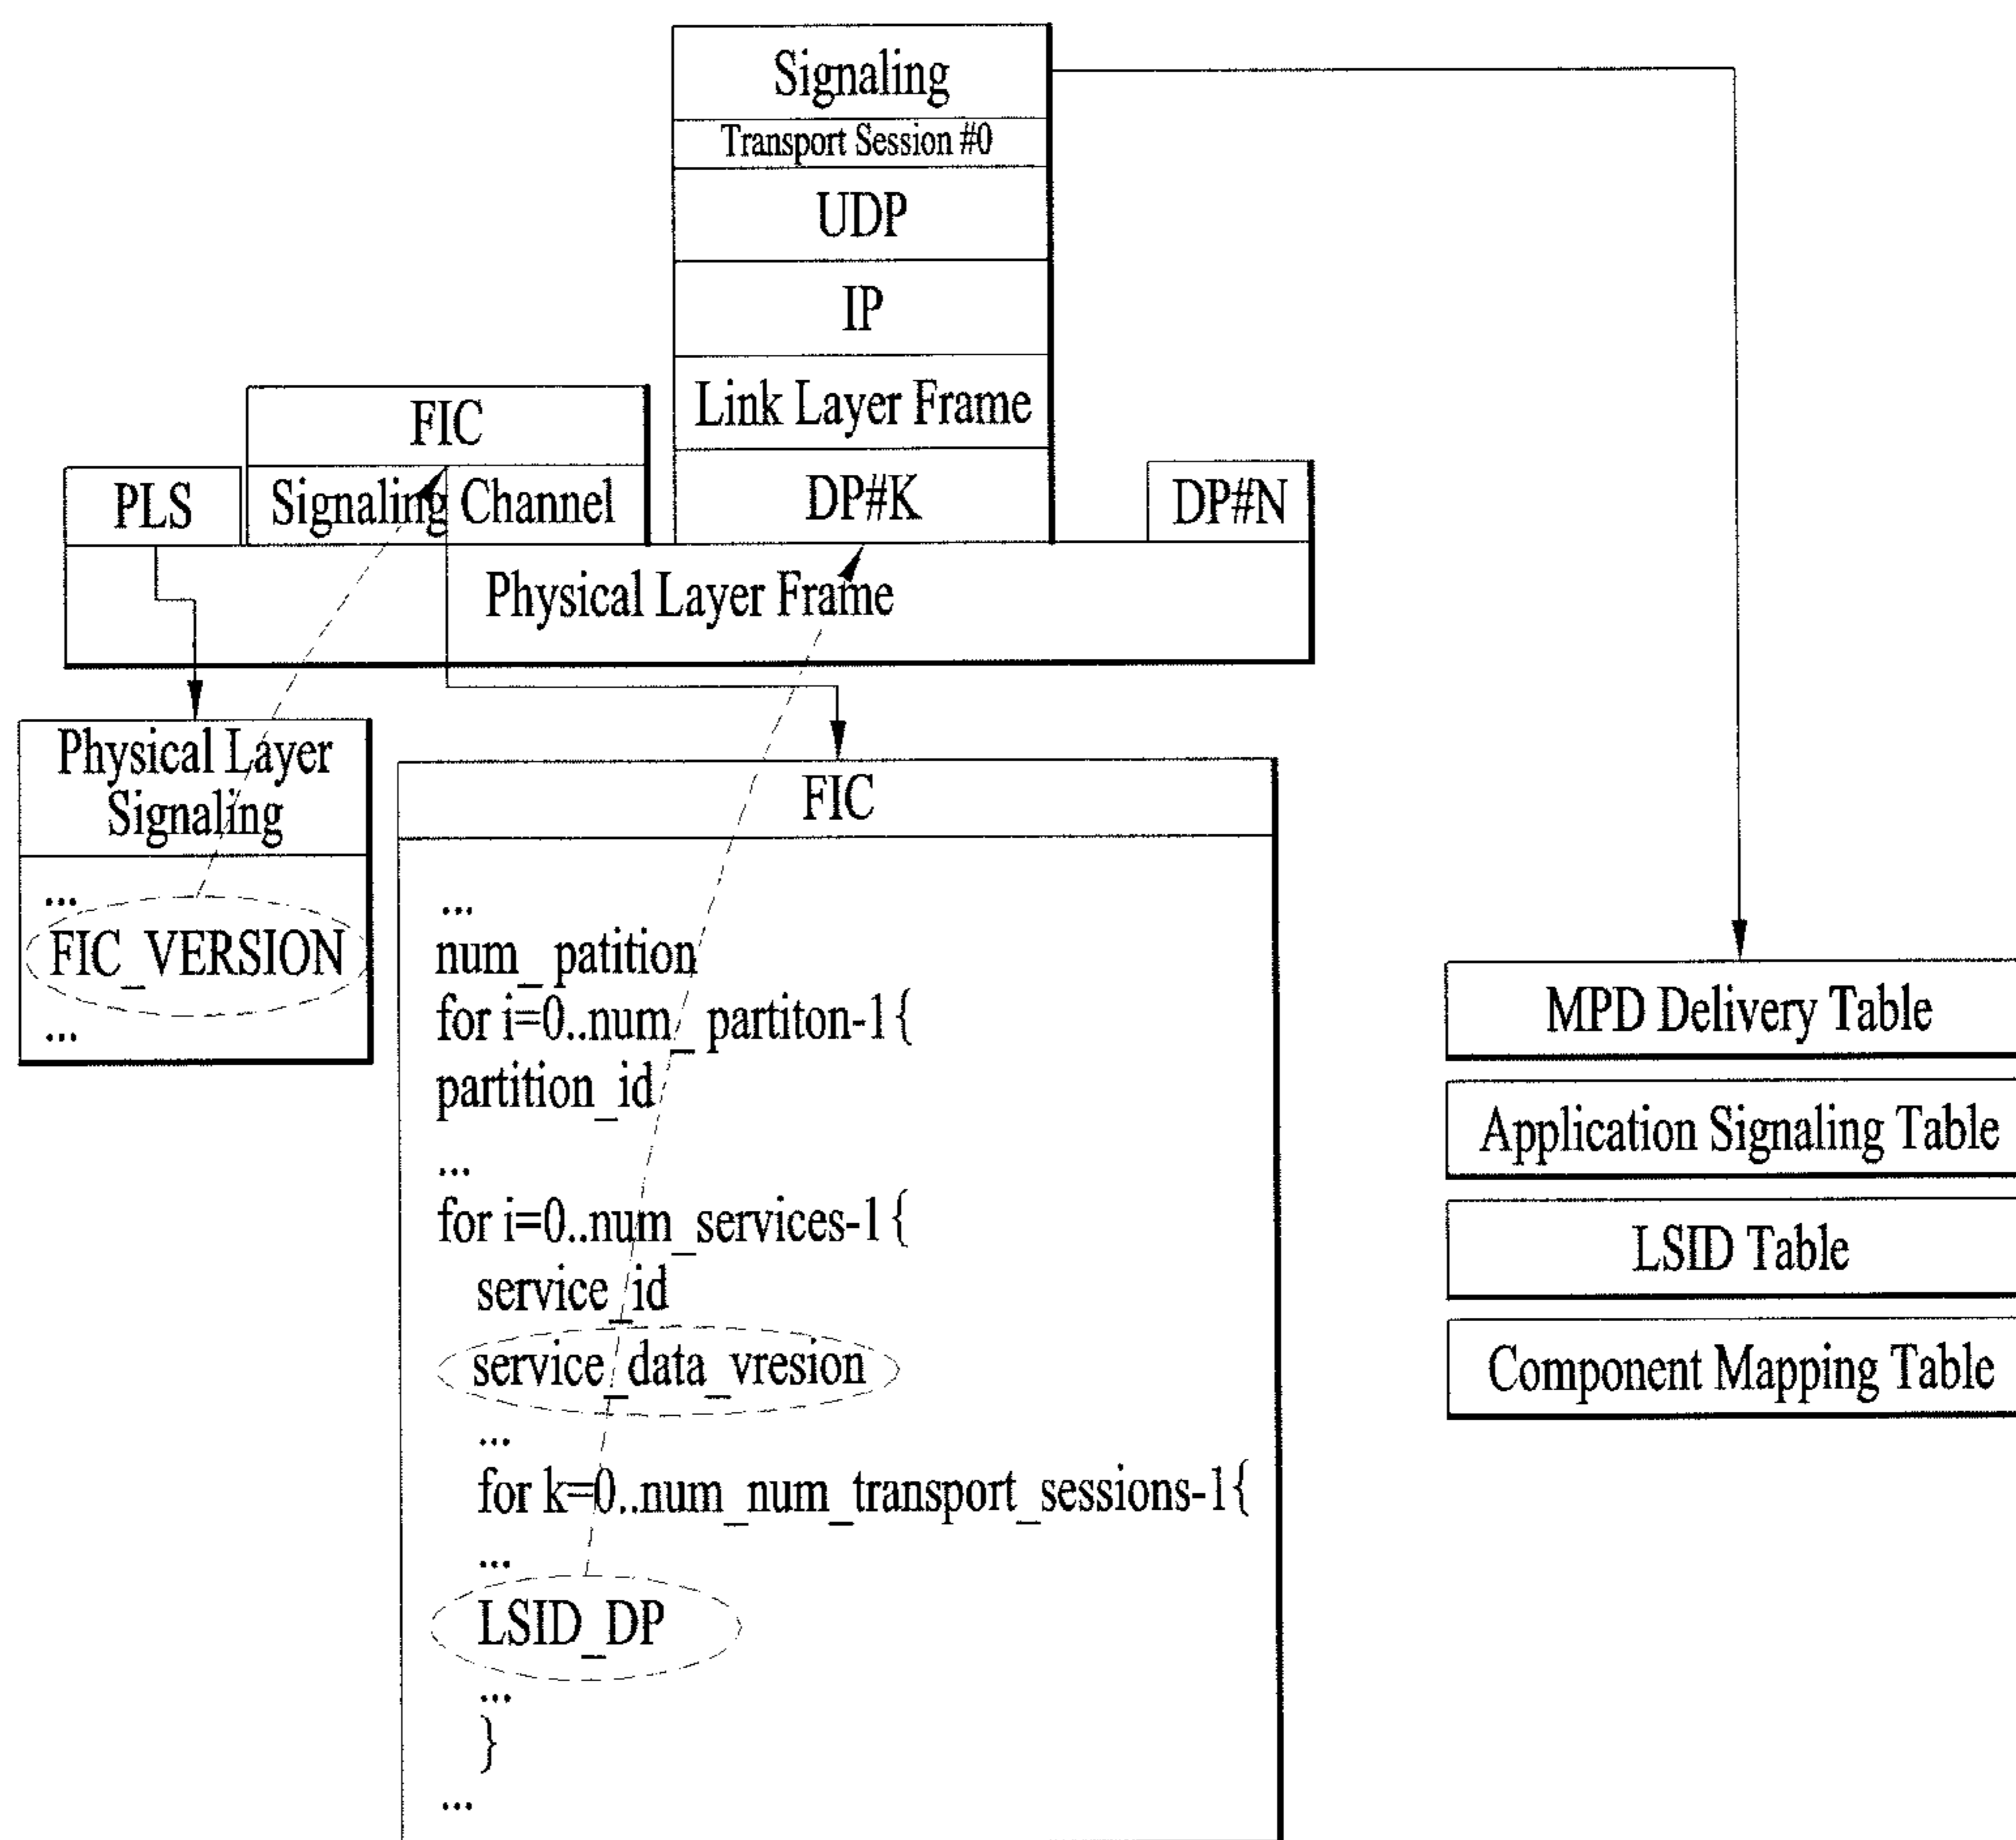 Signaling
Transport Session #0
UDP
IP
Link Layer Frame
FIC
PLS
Signaling Channel
DP#K
DP#N
Physical Layer Frame
Physical Layer
Signaling
...
FIC_VERSION
...
FIC
...
num_ patition
for i=0..num_ partiton-1{
partition_id
...
for i=0..num_services-1{
service_id
service_data_vresion
...
for k=0..num_num_transport_sessions-1{
...
LSID_DP
...
}
...
MPD Delivery Table
Application Signaling Table
LSID Table
Component Mapping Table